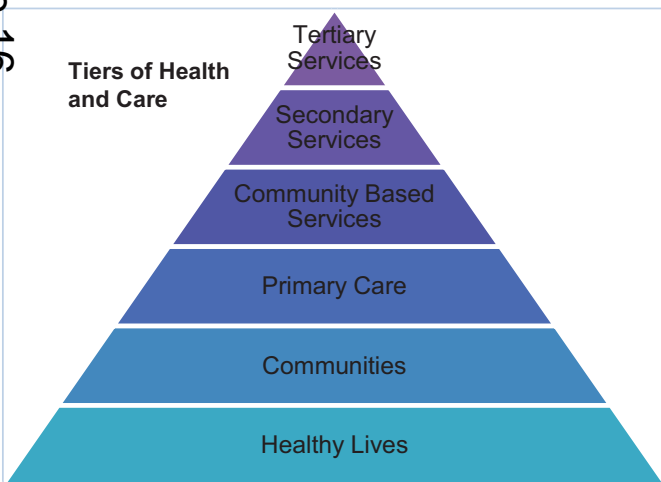 Tiers of Health
and Care
Tertiary
Services
Secondary
Services
Community Based
Services
Primary Care
Communities
Healthy Lives